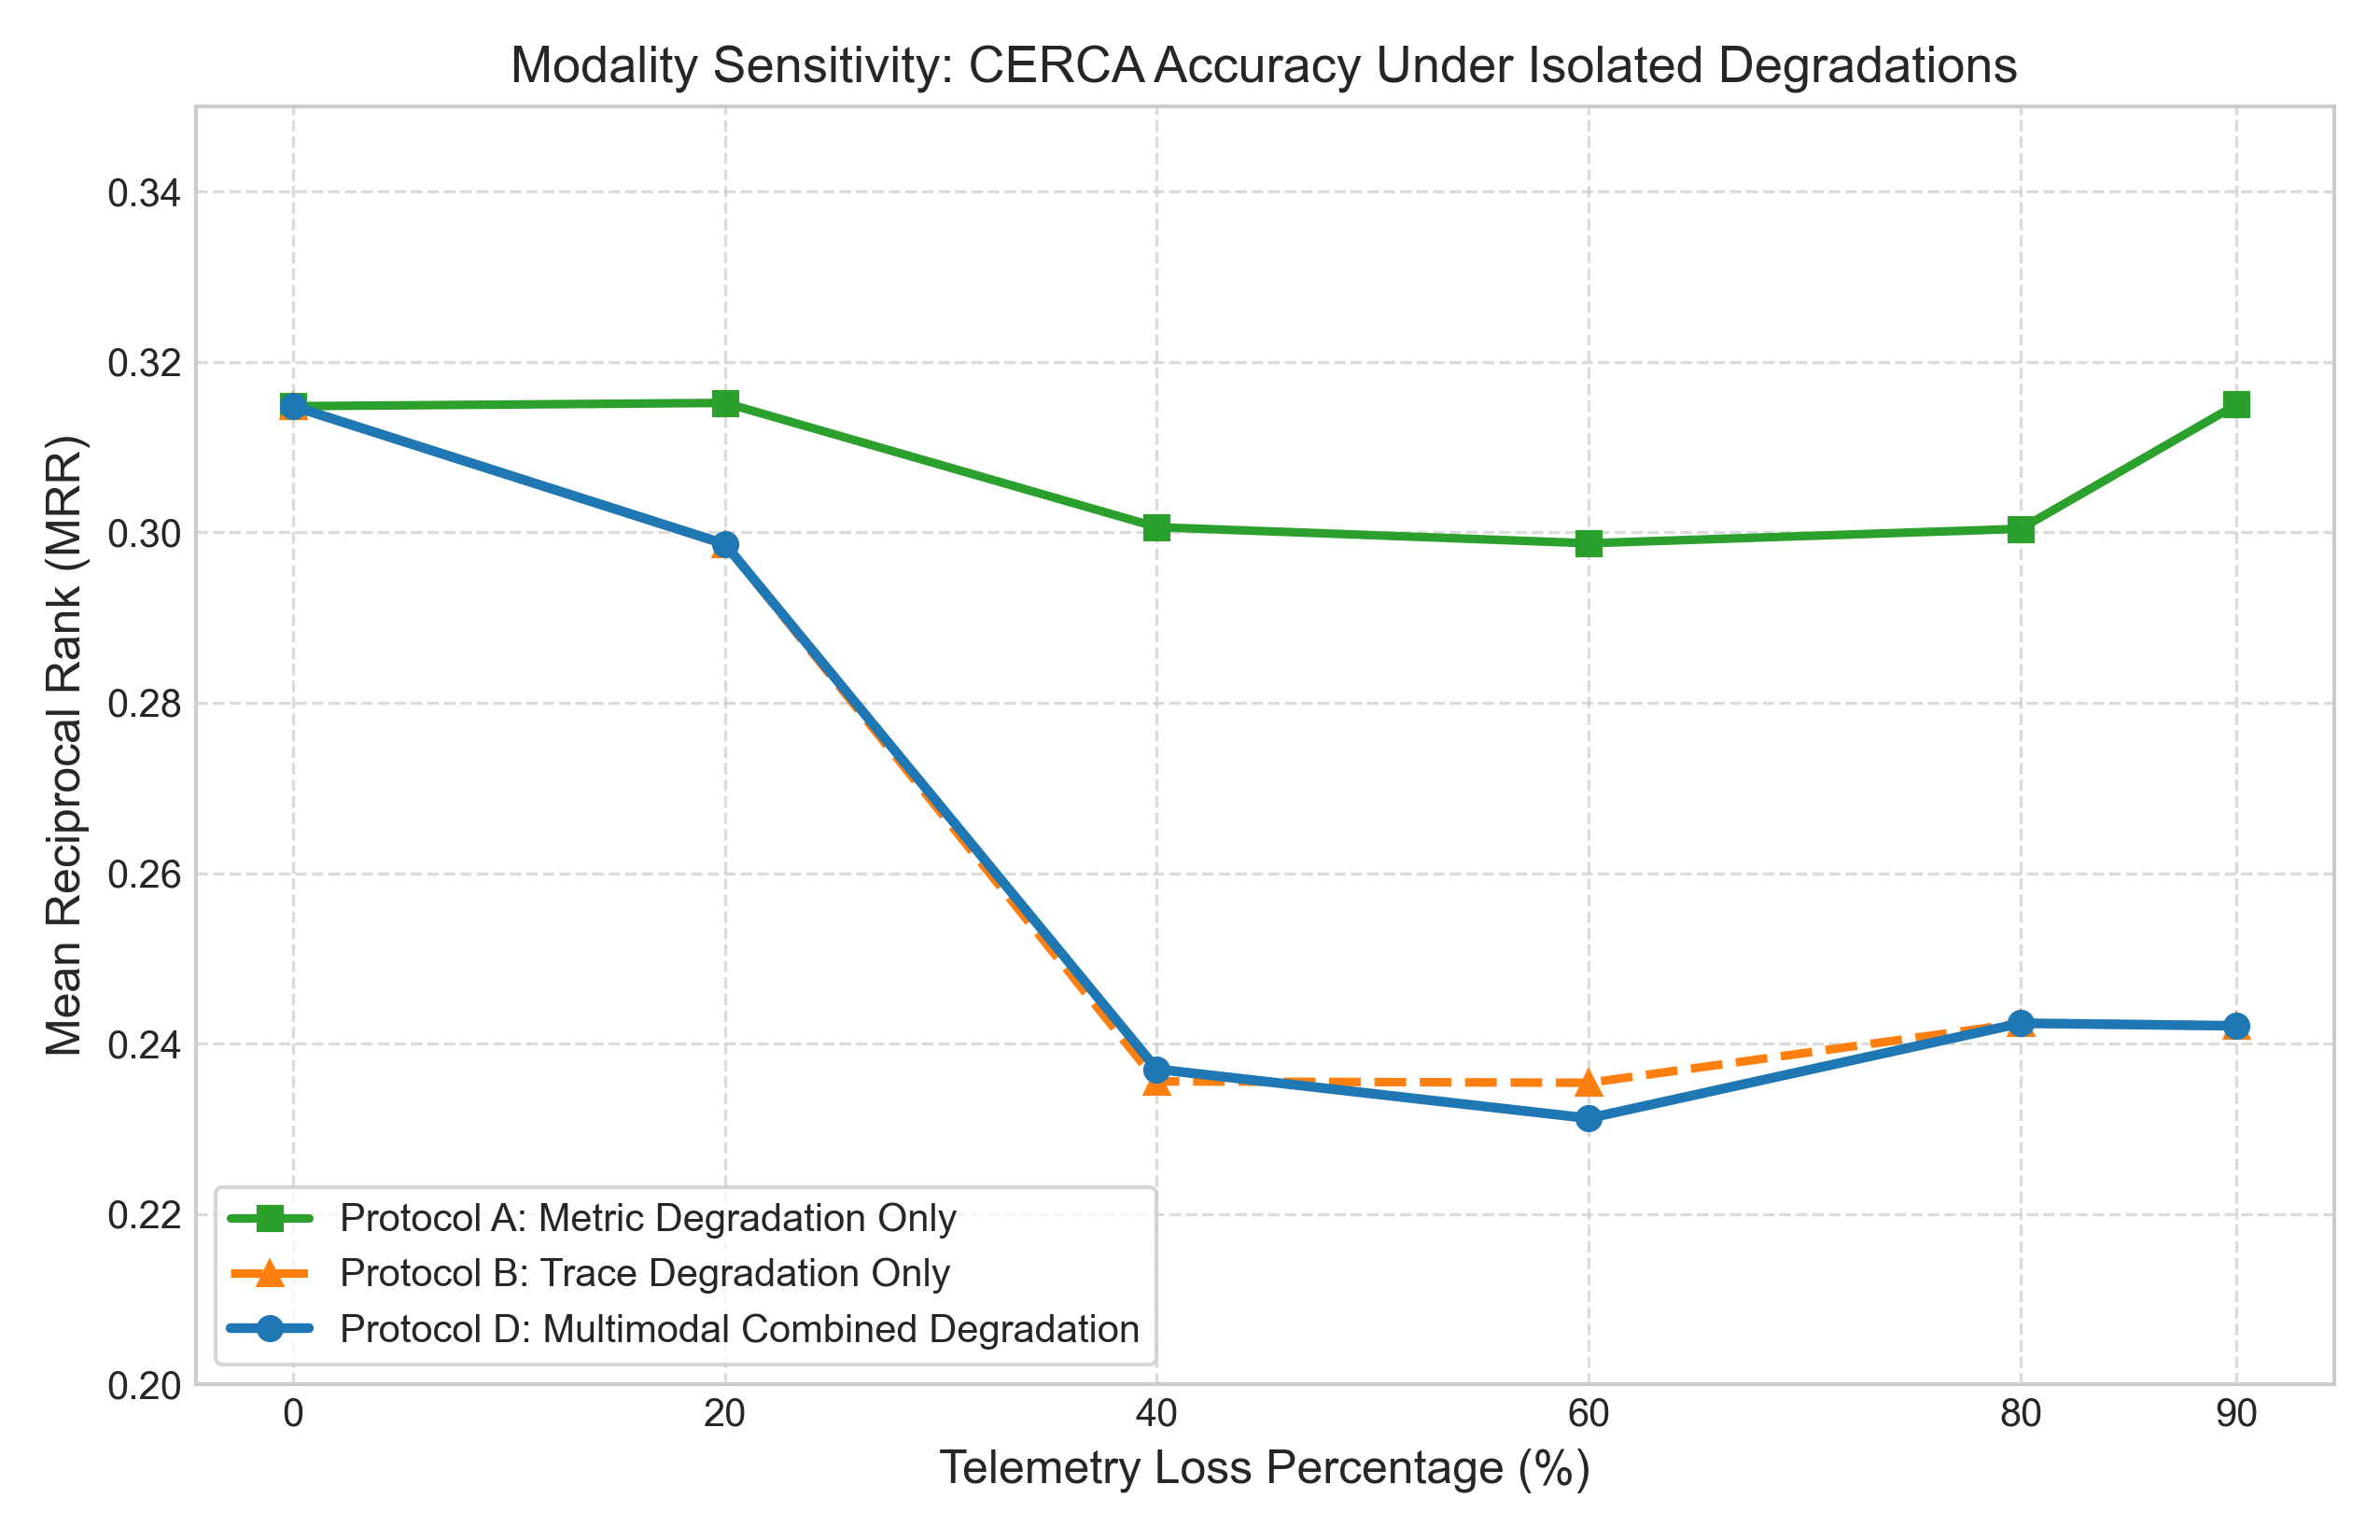 Modality Sensitivity: CERCA Accuracy Under Isolated Degradations
Mean Reciprocal Rank (MRR)
0.34
0.32
0.30
0.28
0.26
0.24
0.22
0.20
Protocol A: Metric Degradation Only
Protocol B: Trace Degradation Only
Protocol D: Multimodal Combined Degradation
0 20 40 60 80 90
Telemetry Loss Percentage (%)